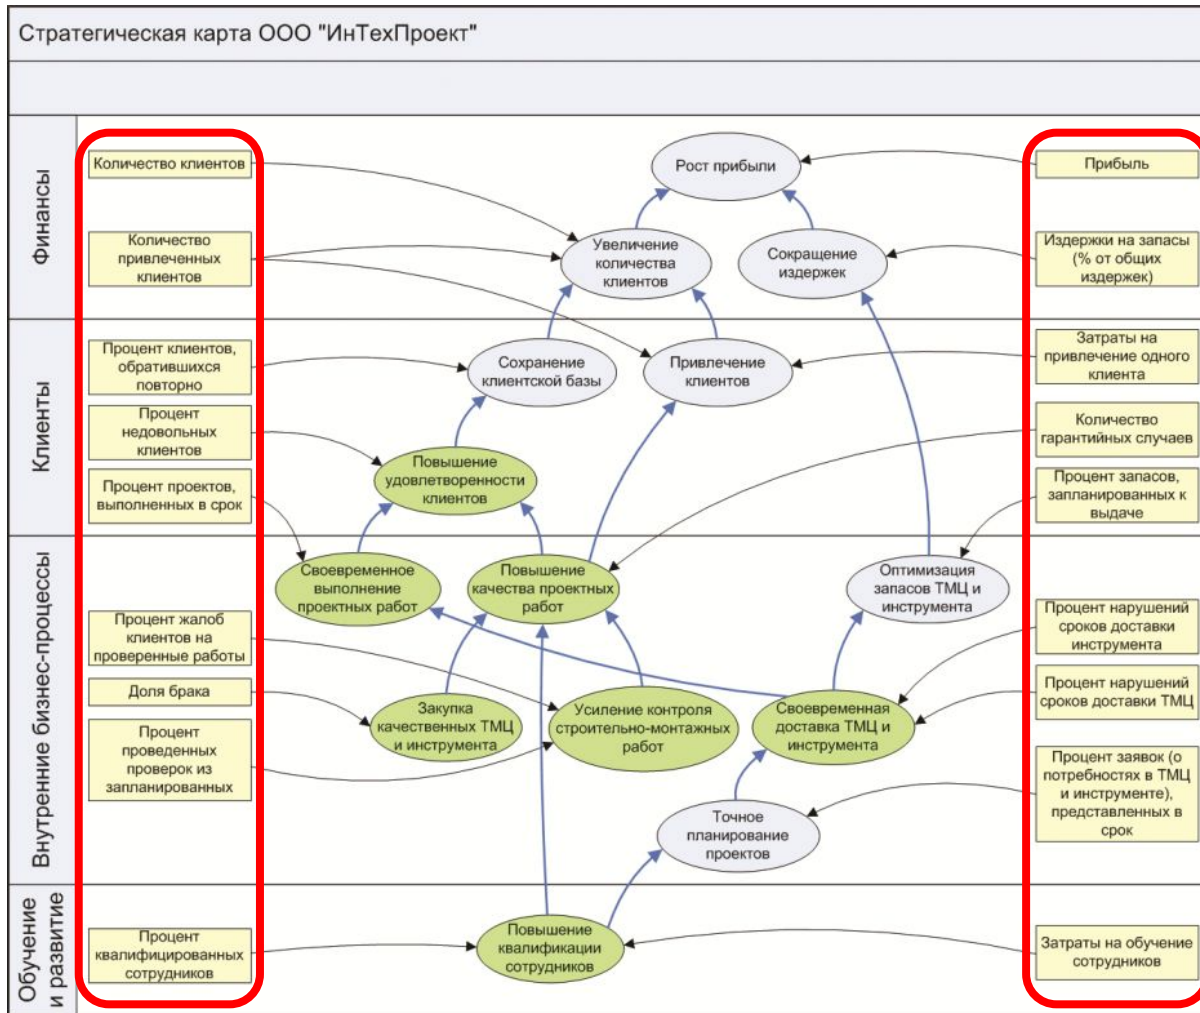 Стратегическая карта ООО "ИнТехПроект"
Финансы
Количество клиентов
Рост прибыли
Прибыль
Количество
привлеченных
клиентов
Увеличение
количества
клиентов
Сокращение
издержек
Издержки на запасы
(% от общих
издержек)
Клиенты
Процент клиентов,
обратившихся
повторно
Сохранение
клиентской базы
Привлечение
клиентов
Затраты на
привлечение одного
клиента
Процент
недовольных
клиентов
Количество
гарантийных случаев
Повышение
удовлетворенности
клиентов
Процент проектов,
выполненных в срок
Процент запасов,
запланированных к
выдаче
Внутренние бизнес-процессы
Своевременное
выполнение
проектных работ
Повышение
качества проектных
работ
Оптимизация
запасов ТМЦ и
инструмента
Процент жалоб
клиентов на
проверенные работы
Процент нарушений
сроков доставки
инструмента
Доля брака
Закупка
качественных ТМЦ
и инструмента
Усиление контроля
строительно-монтажных
работ
Своевременная
доставка ТМЦ и
инструмента
Процент нарушений
сроков доставки ТМЦ
Процент
проведенных
проверок из
запланированных
Процент заявок (о
потребностях в ТМЦ
и инструменте),
представленных в
срок
Точное
планирование
проектов
Обучение
и развитие
Процент
квалифицированных
сотрудников
Повышение
квалификации
сотрудников
Затраты на обучение
сотрудников